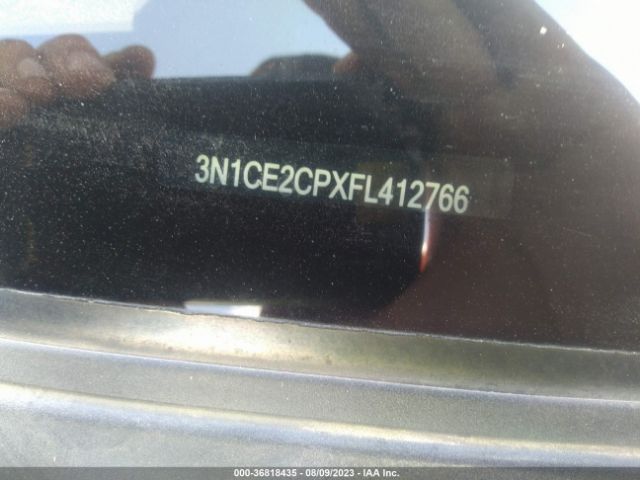 3N1CE2CPXFL412766
000-36818435 - 08/09/2023 - IAA Inc.